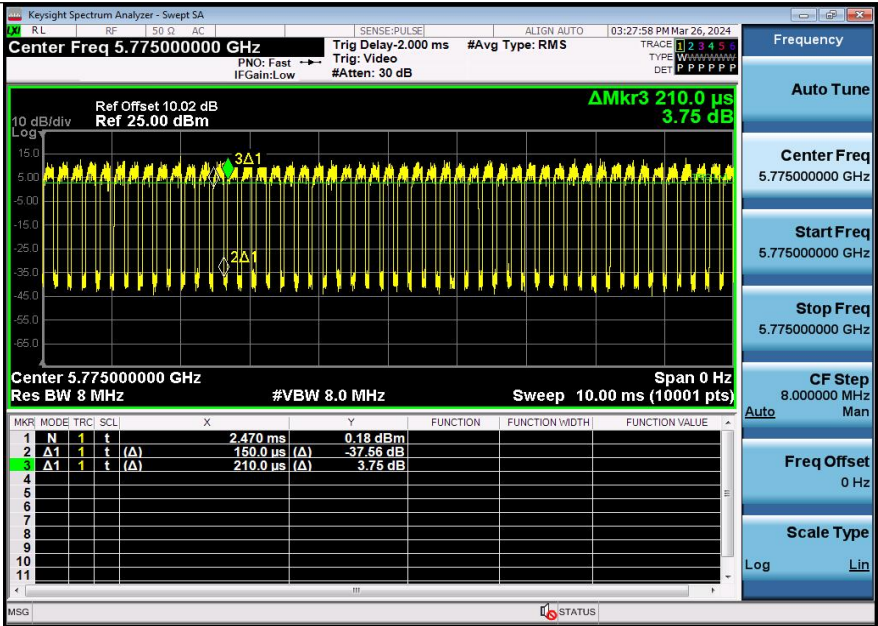 Keysight Spectrum Analyzer - Swept SA
LXI RL RF 50 Ω AC SENSE:PULSE ALIGN AUTO 03:27:58 PM Mar 26, 2024
Center Freq 5.775000000 GHz
PNO: Fast
IFGain:Low
Trig Delay-2.000 ms
Trig: Video
#Atten: 30 dB
#Avg Type: RMS
TRACE 1 2 3 4 5 6
TYPE WWWWWW
DET P P P P P P
ΔMkr3 210.0 µs
3.75 dB
Ref Offset 10.02 dB
10 dB/div Ref 25.00 dBm
Log
15.0
5.00
-5.00
-15.0
-25.0
-35.0
-45.0
-55.0
-65.0
3Δ1
2Δ1
Center 5.775000000 GHz Span 0 Hz
Res BW 8 MHz #VBW 8.0 MHz Sweep 10.00 ms (10001 pts)
MKR MODE TRC SCL X Y FUNCTION FUNCTION WIDTH FUNCTION VALUE
1 N 1 t 2.470 ms 0.18 dBm
2 Δ1 1 t (Δ) 150.0 µs (Δ) -37.56 dB
3 Δ1 1 t (Δ) 210.0 µs (Δ) 3.75 dB
4
5
6
7
8
9
10
11
MSG STATUS
Frequency
Auto Tune
Center Freq
5.775000000 GHz
Start Freq
5.775000000 GHz
Stop Freq
5.775000000 GHz
CF Step
8.000000 MHz
Auto Man
Freq Offset
0 Hz
Scale Type
Log Lin